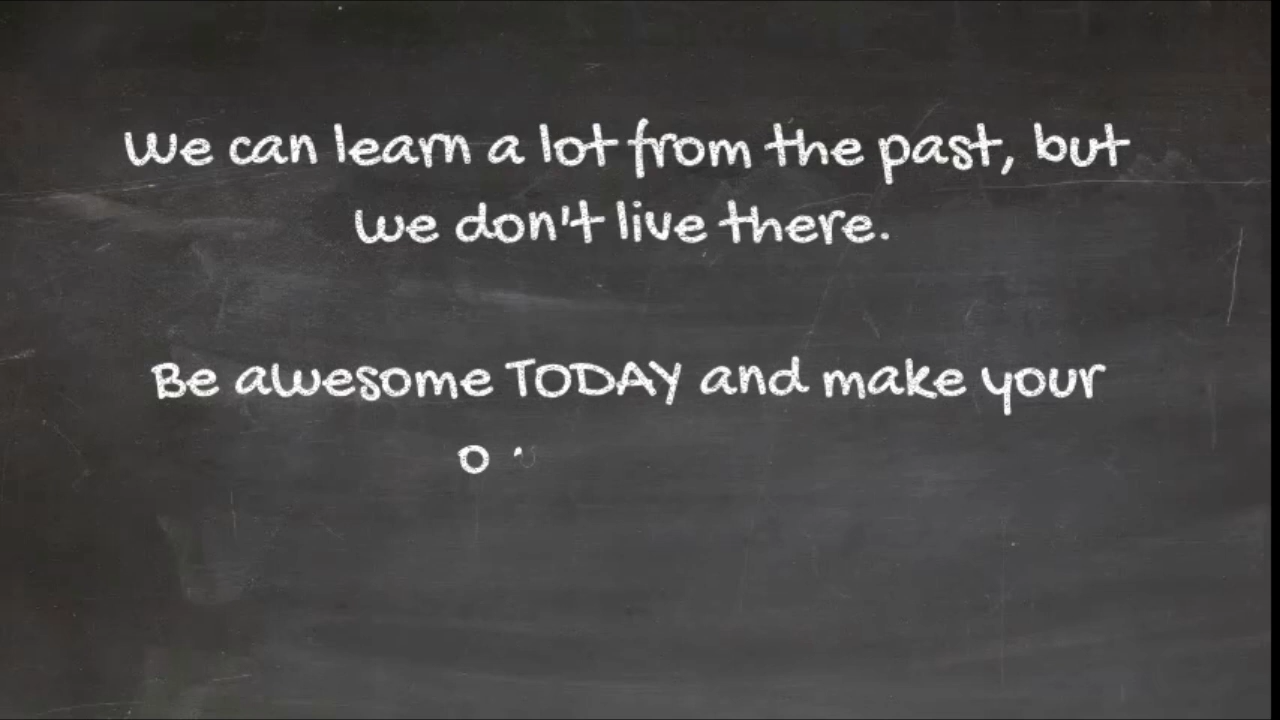 We can learn a lot from the past, but
we don't live there.
Be awesome TODAY and make your
o